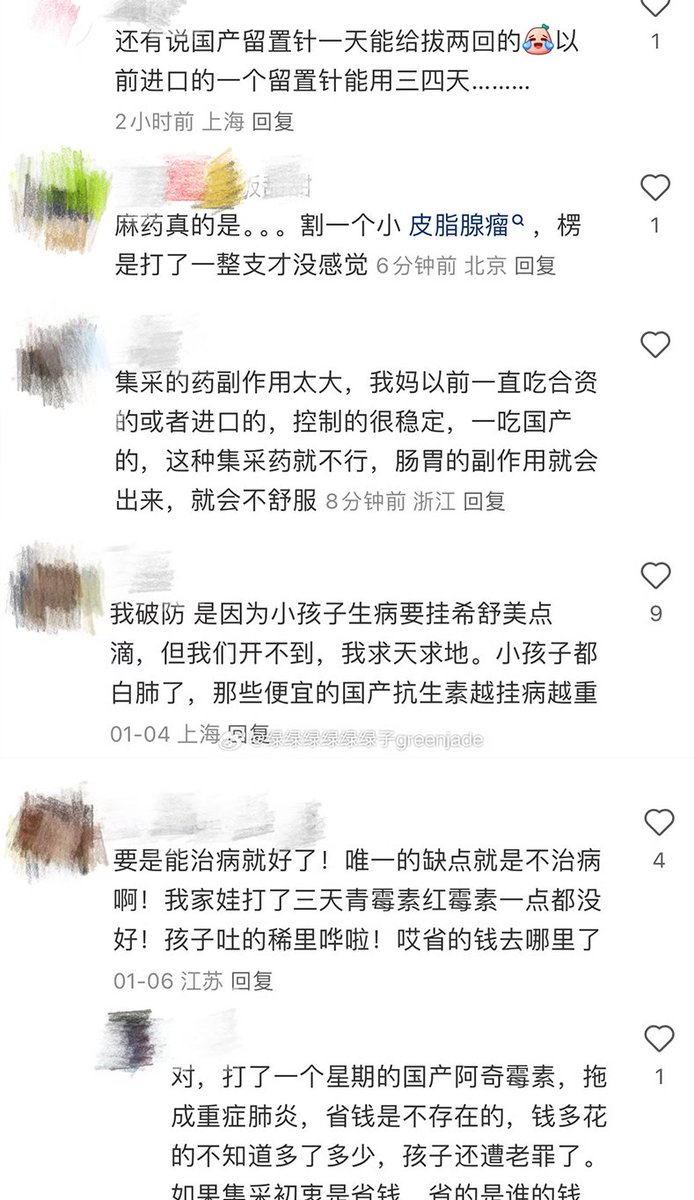 还有说国产留置针一天能给拔两回的以
前进口的一个留置针能用三四天………
1
2小时前 上海 回复
麻药真的是。。。割一个小 皮脂腺瘤，楞
是打了一整支才没感觉 6分钟前 北京 回复
1
集采的药副作用太大，我妈以前一直吃合资
的或者进口的，控制的很稳定，一吃国产
的，这种集采药就不行，肠胃的副作用就会
出来，就会不舒服 8分钟前 浙江 回复
我破防 是因为小孩子生病要挂希舒美点
滴，但我们开不到，我求天求地。小孩子都
白肺了，那些便宜的国产抗生素越挂病越重
9
01-04 上海 回复
@绿绿绿绿绿绿子greenjade
要是能治病就好了！唯一的缺点就是不治病
啊！我家娃打了三天青霉素红霉素一点都没
好！孩子吐的稀里哗啦！哎省的钱去哪里了
4
01-06 江苏 回复
对，打了一个星期的国产阿奇霉素，拖
成重症肺炎，省钱是不存在的，钱多花
的不知道多了多少，孩子还遭老罪了。
如果集采初衷是省钱，省的是谁的钱
1